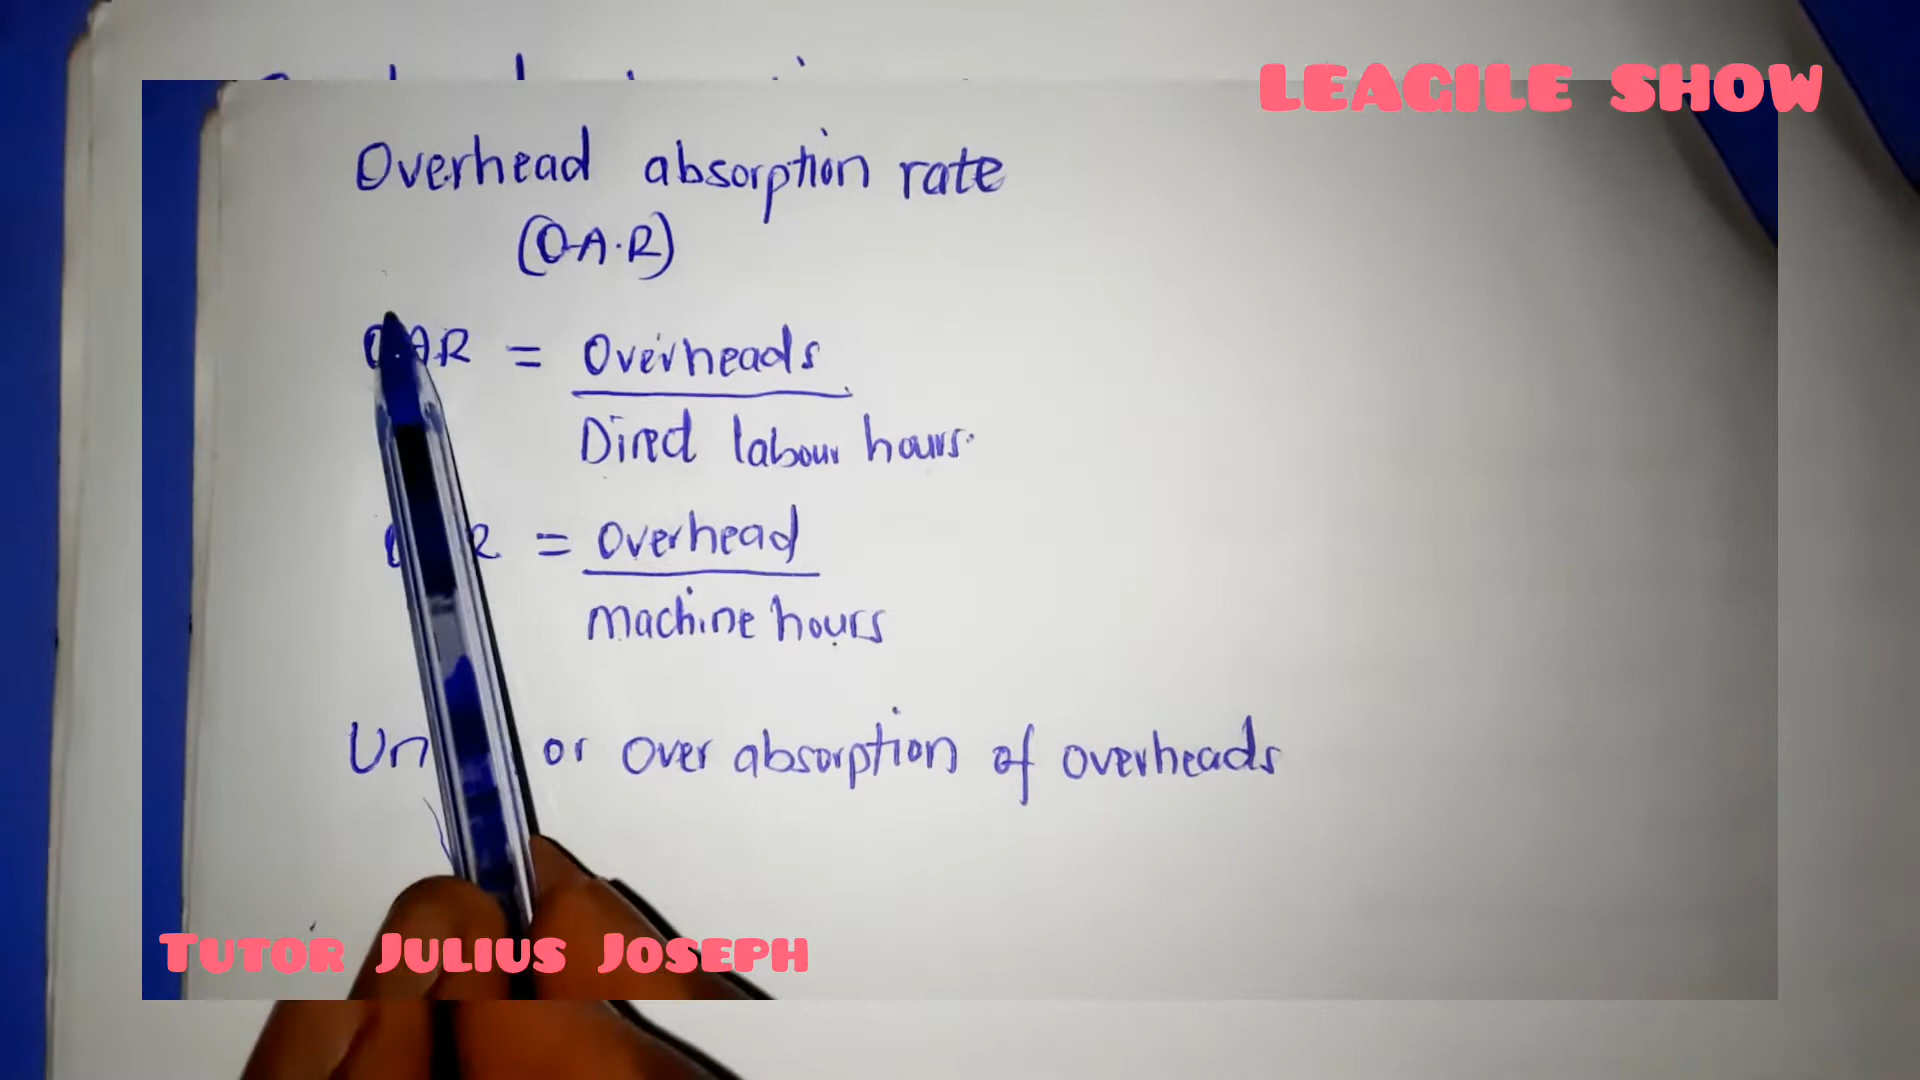 LEAGILE SHOW
Overhead absorption rate
(O.A.R)
= Overheads
Direct labour hours.
= Overhead
machine hours
or over absorption of overheads
TUTOR JULIUS JOSEPH